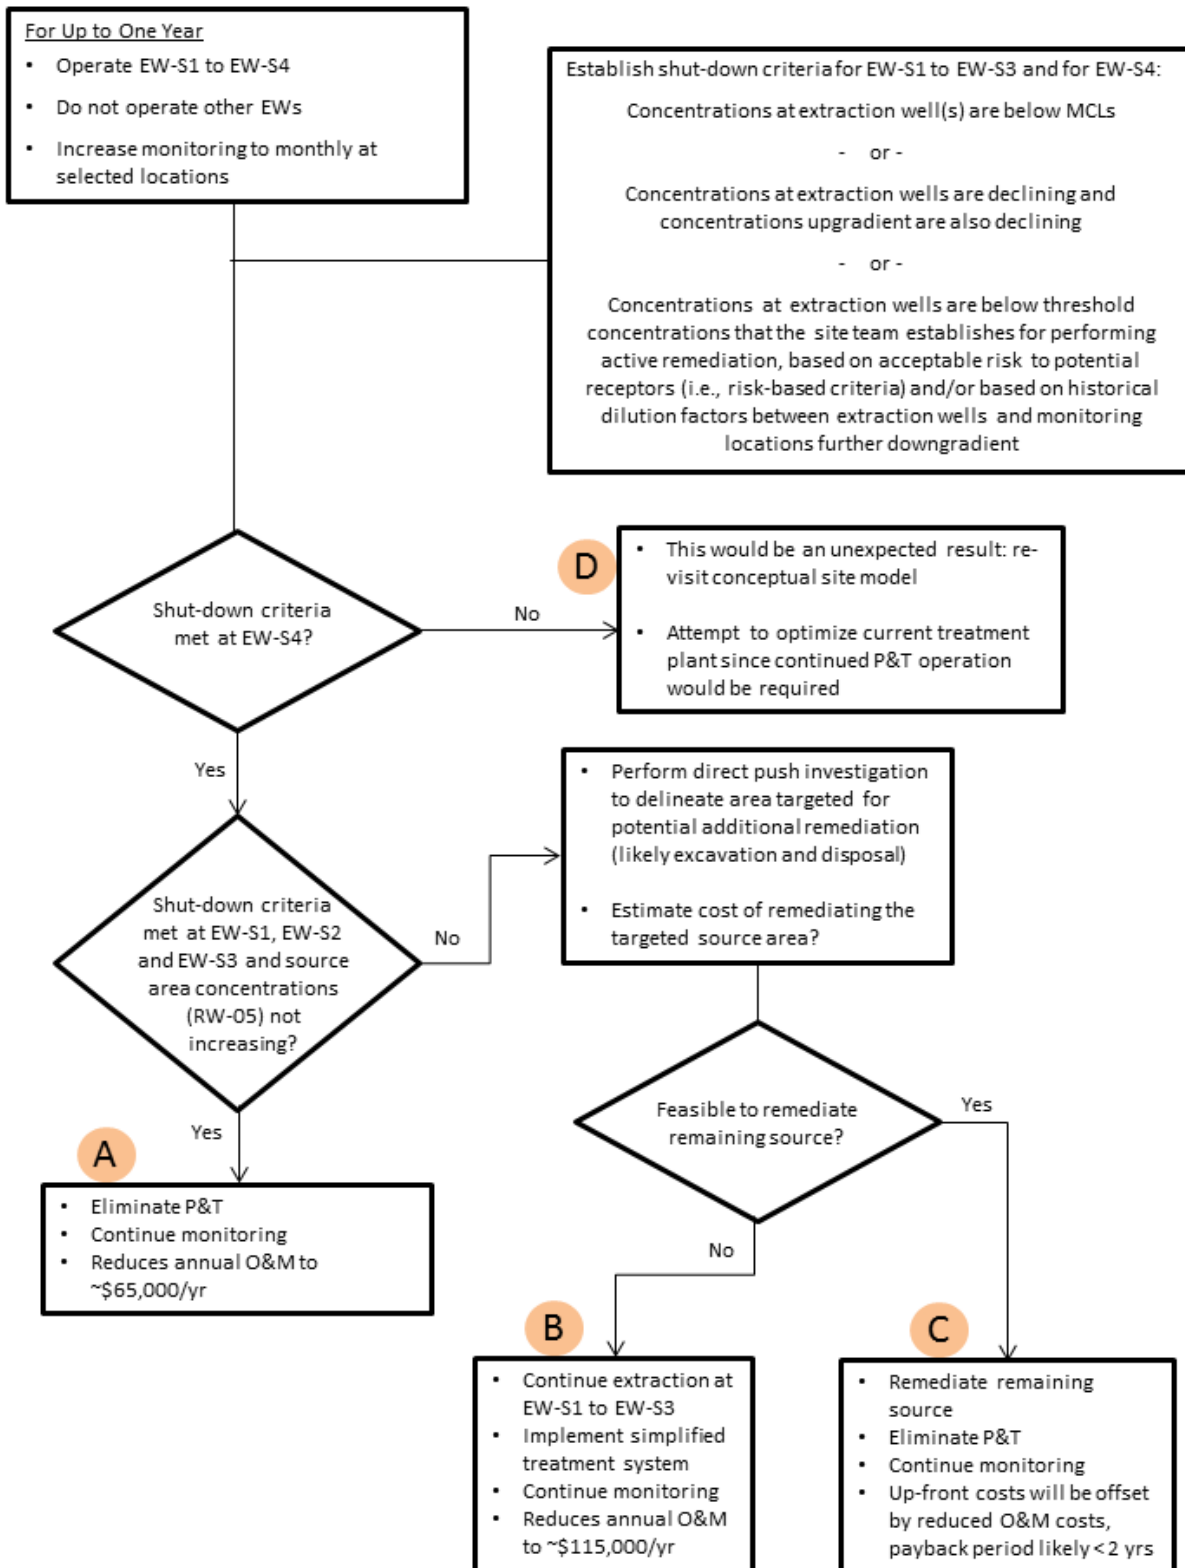 For Up to One Year
• Operate EW-S1 to EW-S4
• Do not operate other EWs
• Increase monitoring to monthly at
selected locations
Establish shut-down criteria for EW-S1 to EW-S3 and for EW-S4:
Concentrations at extraction well(s) are below MCLs
- or -
Concentrations at extraction wells are declining and
concentrations upgradient are also declining
- or -
Concentrations at extraction wells are below threshold
concentrations that the site team establishes for performing
active remediation, based on acceptable risk to potential
receptors (i.e., risk-based criteria) and/or based on historical
dilution factors between extraction wells and monitoring
locations further downgradient
Shut-down criteria
met at EW-S4?
No
D
• This would be an unexpected result: re-
visit conceptual site model
• Attempt to optimize current treatment
plant since continued P&T operation
would be required
Yes
Shut-down criteria
met at EW-S1, EW-S2
and EW-S3 and source
area concentrations
(RW-05) not
increasing?
No
• Perform direct push investigation
to delineate area targeted for
potential additional remediation
(likely excavation and disposal)
• Estimate cost of remediating the
targeted source area?
Yes
A
• Eliminate P&T
• Continue monitoring
• Reduces annual O&M to
~$65,000/yr
Feasible to remediate
remaining source?
Yes
No
B
• Continue extraction at
EW-S1 to EW-S3
• Implement simplified
treatment system
• Continue monitoring
• Reduces annual O&M
to ~$115,000/yr
C
• Remediate remaining
source
• Eliminate P&T
• Continue monitoring
• Up-front costs will be offset
by reduced O&M costs,
payback period likely < 2 yrs